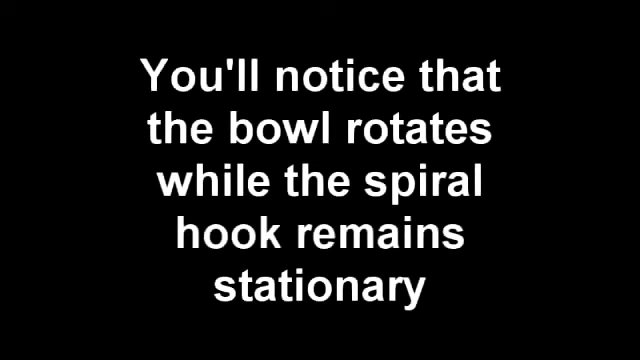 You'll notice that
the bowl rotates
while the spiral
hook remains
stationary